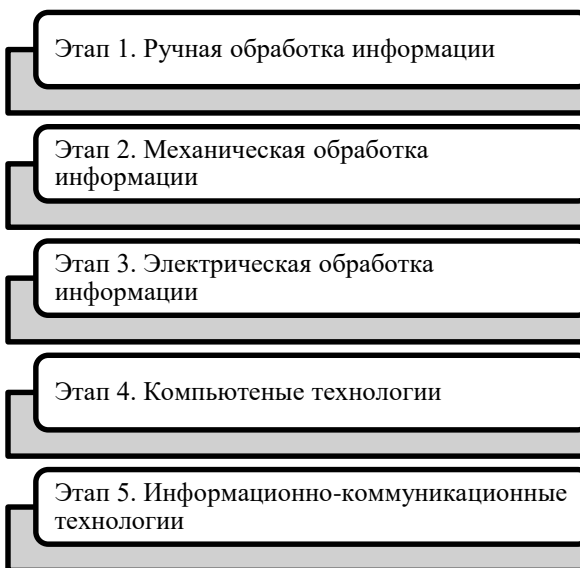 Этап 1. Ручная обработка информации
Этап 2. Механическая обработка
информации
Этап 3. Электрическая обработка
информации
Этап 4. Компьютеные технологии
Этап 5. Информационно-коммуникационные
технологии